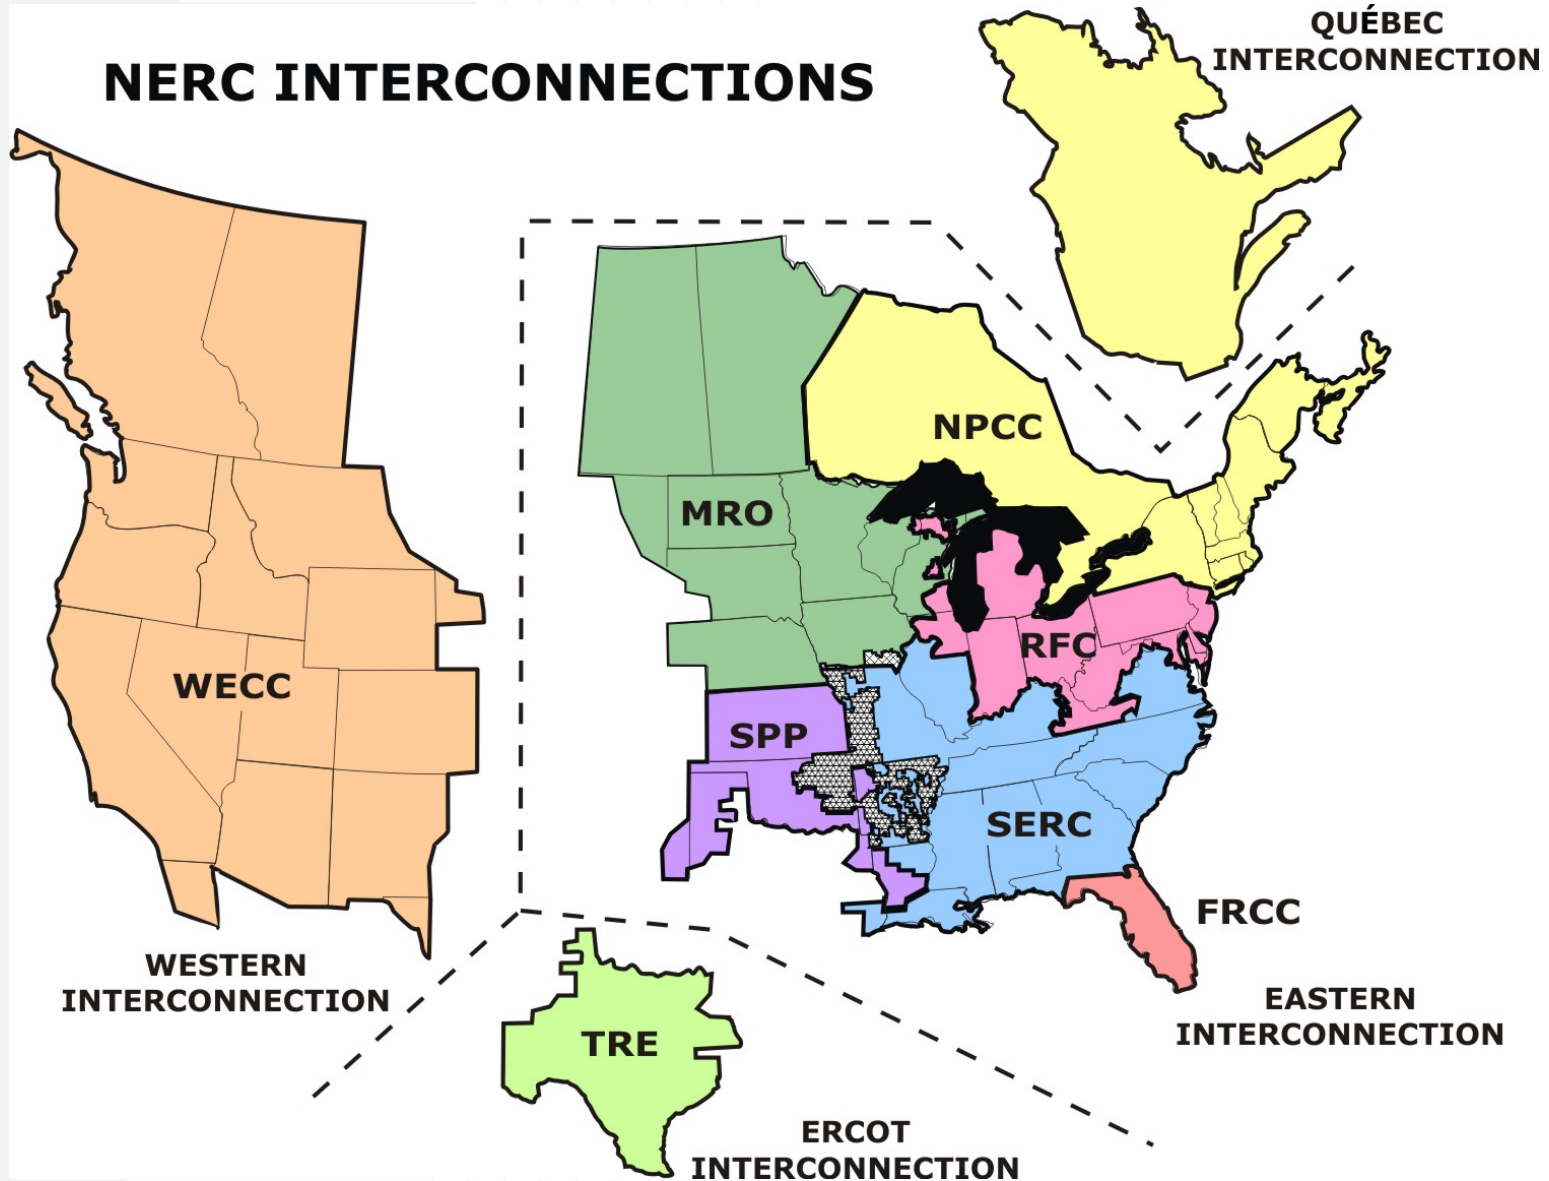 QUÉBEC
INTERCONNECTION
NERC INTERCONNECTIONS
NPCC
MRO
RFC
WECC
SPP
SERC
FRCC
WESTERN
INTERCONNECTION
EASTERN
INTERCONNECTION
TRE
ERCOT
INTERCONNECTION